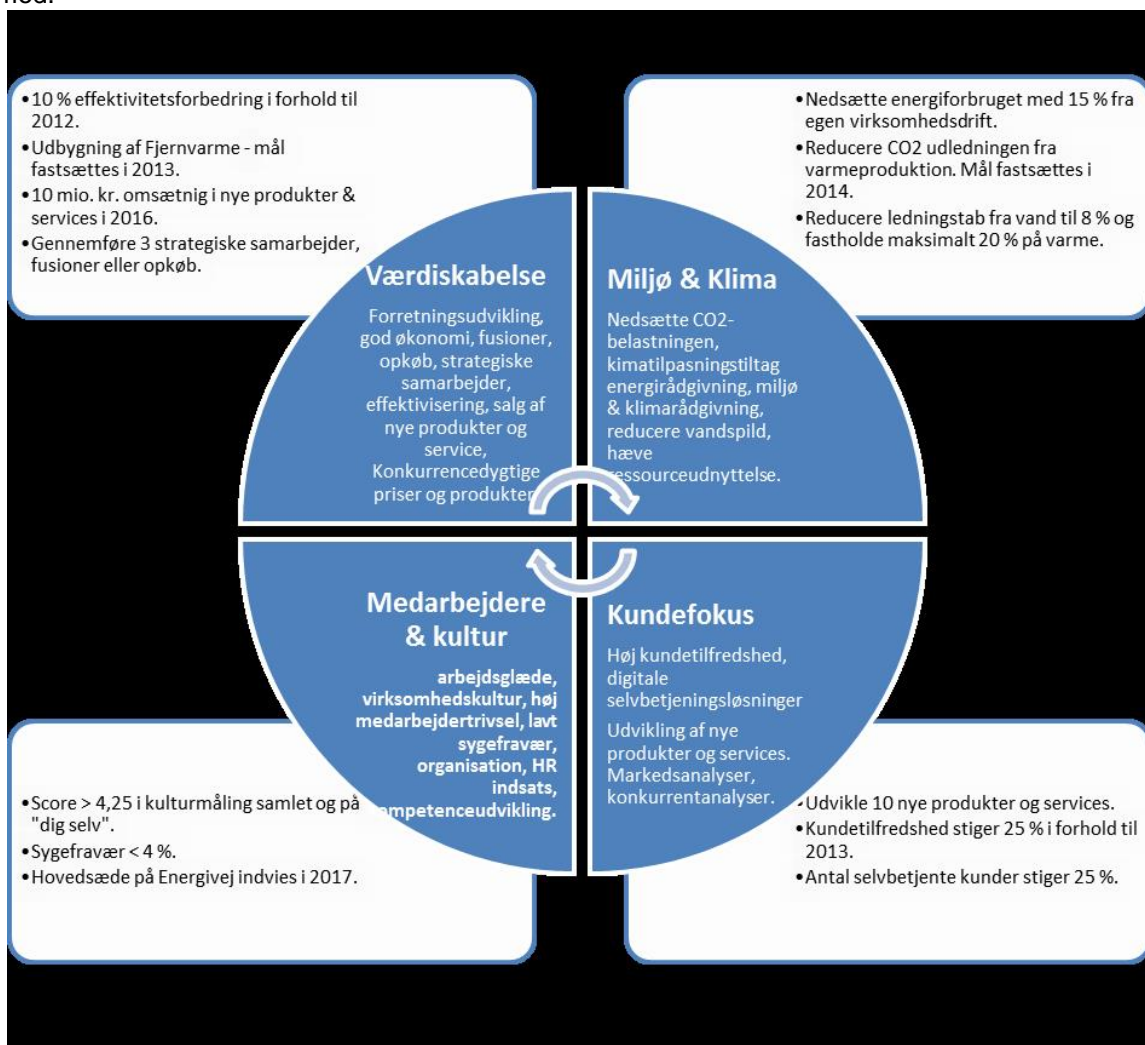 •10 % effektivitetsforbedring i forhold til
2012.
•Udbygning af Fjernvarme - mål
fastsættes i 2013.
•10 mio. kr. omsætnig i nye produkter &
services i 2016.
•Gennemføre 3 strategiske samarbejder,
fusioner eller opkøb.
•Nedsætte energiforbruget med 15 % fra
egen virksomhedsdrift.
•Reducere CO2 udledningen fra
varmeproduktion. Mål fastsættes i
2014.
•Reducere ledningstab fra vand til 8 % og
fastholde maksimalt 20 % på varme.
Værdiskabelse
Forretningsudvikling,
god økonomi, fusioner,
opkøb, strategiske
samarbejder,
effektivisering, salg af
nye produkter og
service,
Konkurrencedygtige
priser og produkter
Miljø & Klima
Nedsætte CO2-
belastningen,
kimatilpasningstiltag
energirådgivning, miljø
& klimarådgivning,
reducere vandspild,
hæve
ressourceudnyttelse.
Medarbejdere
& kultur
arbejdsglæde,
virksomhedskultur, høj
medarbejdertrivsel, lavt
sygefravær,
organisation, HR
indsats,
kompetenceudvikling.
Kundefokus
Høj kundetilfredshed,
digitale
selvbetjeningsløsninger
Udvikling af nye
produkter og services.
Markedsanalyser,
konkurrentanalyser.
•Score > 4,25 i kulturmåling samlet og på
"dig selv".
•Sygefravær < 4 %.
•Hovedsæde på Energivej indvies i 2017.
•Udvikle 10 nye produkter og services.
•Kundetilfredshed stiger 25 % i forhold til
2013.
•Antal selvbetjente kunder stiger 25 %.